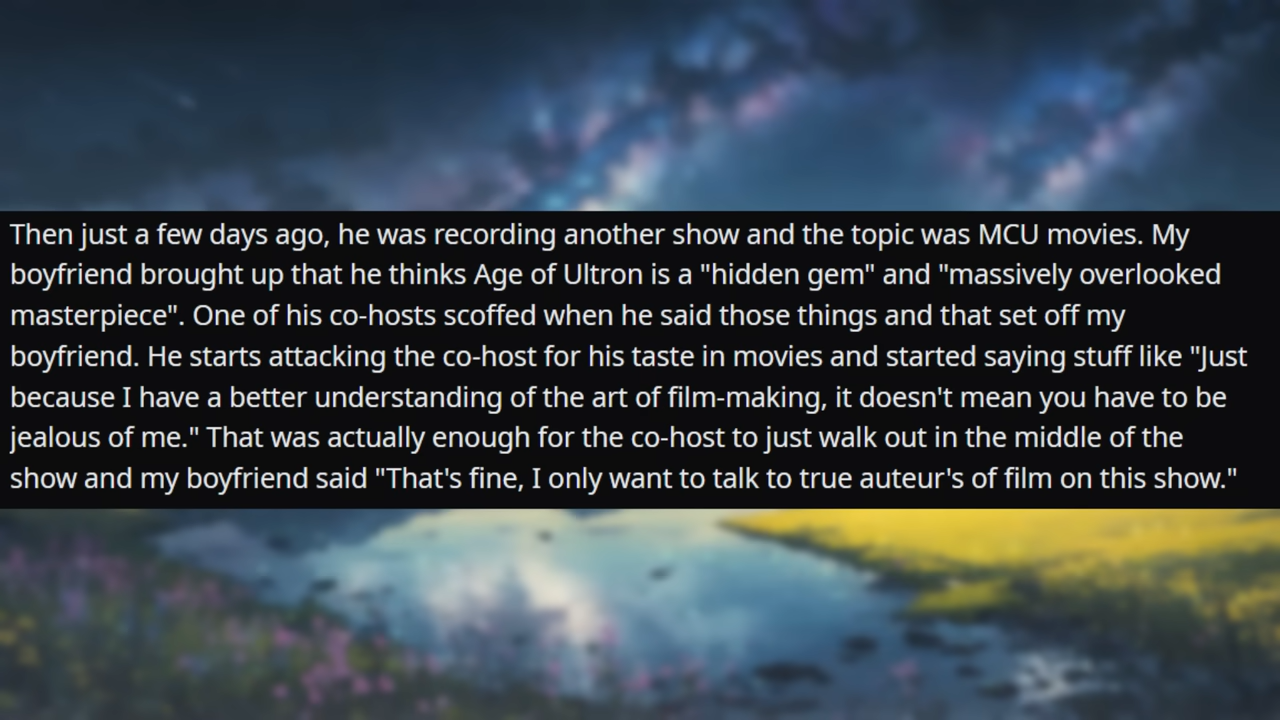 Then just a few days ago, he was recording another show and the topic was MCU movies. My
boyfriend brought up that he thinks Age of Ultron is a "hidden gem" and "massively overlooked
masterpiece". One of his co-hosts scoffed when he said those things and that set off my
boyfriend. He starts attacking the co-host for his taste in movies and started saying stuff like "Just
because I have a better understanding of the art of film-making, it doesn't mean you have to be
jealous of me." That was actually enough for the co-host to just walk out in the middle of the
show and my boyfriend said "That's fine, I only want to talk to true auteur's of film on this show."